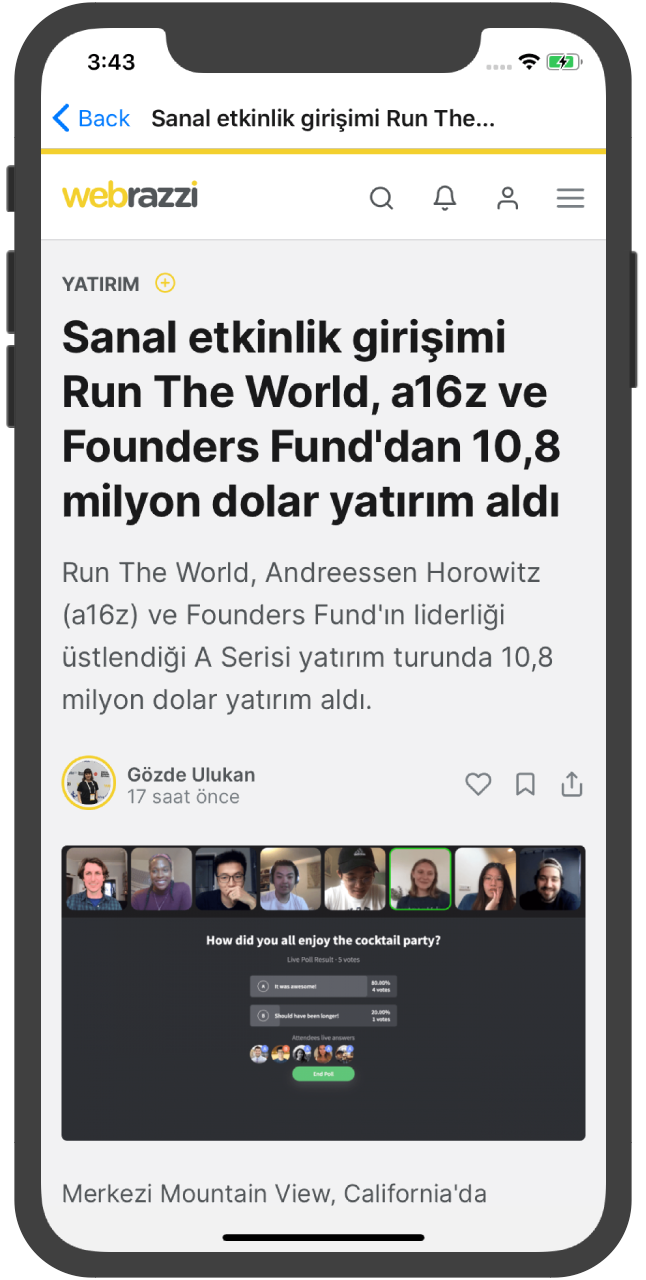 3:43
Back Sanal etkinlik girişimi Run The...
webrazzi
YATIRIM
Sanal etkinlik girişimi
Run The World, a16z ve
Founders Fund'dan 10,8
milyon dolar yatırım aldı
Run The World, Andreessen Horowitz
(a16z) ve Founders Fund'ın liderliği
üstlendiği A Serisi yatırım turunda 10,8
milyon dolar yatırım aldı.
Gözde Ulukan
17 saat önce
How did you all enjoy the cocktail party?
Live Poll Result · 5 votes
A It was awesome! 80.00%
4 votes
B Should have been longer! 20.00%
1 votes
Attendees live answers
End Poll
Merkezi Mountain View, California'da